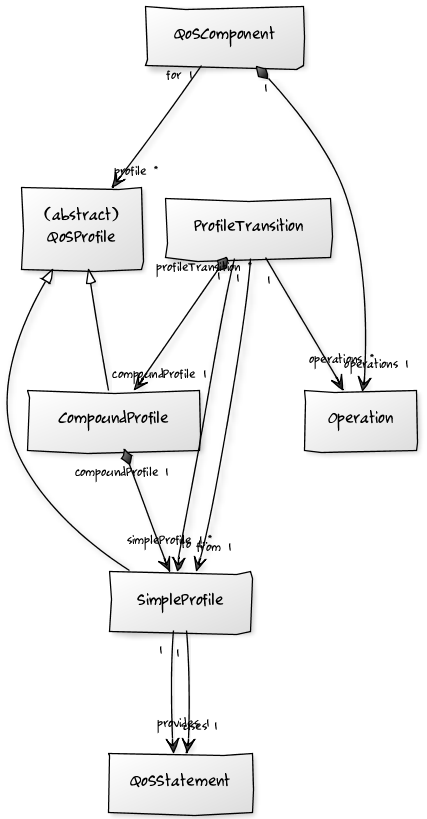 QoSComponent
for 1
1
profile *
(abstract)
QoSProfile
ProfileTransition
profileTransition *
1
1
1
compoundProfile 1
operations *
operations 1
CompoundProfile
Operation
compoundProfile 1
simpleProfile *
to 1
from 1
SimpleProfile
1
1
provides 1
uses 1
QoSStatement